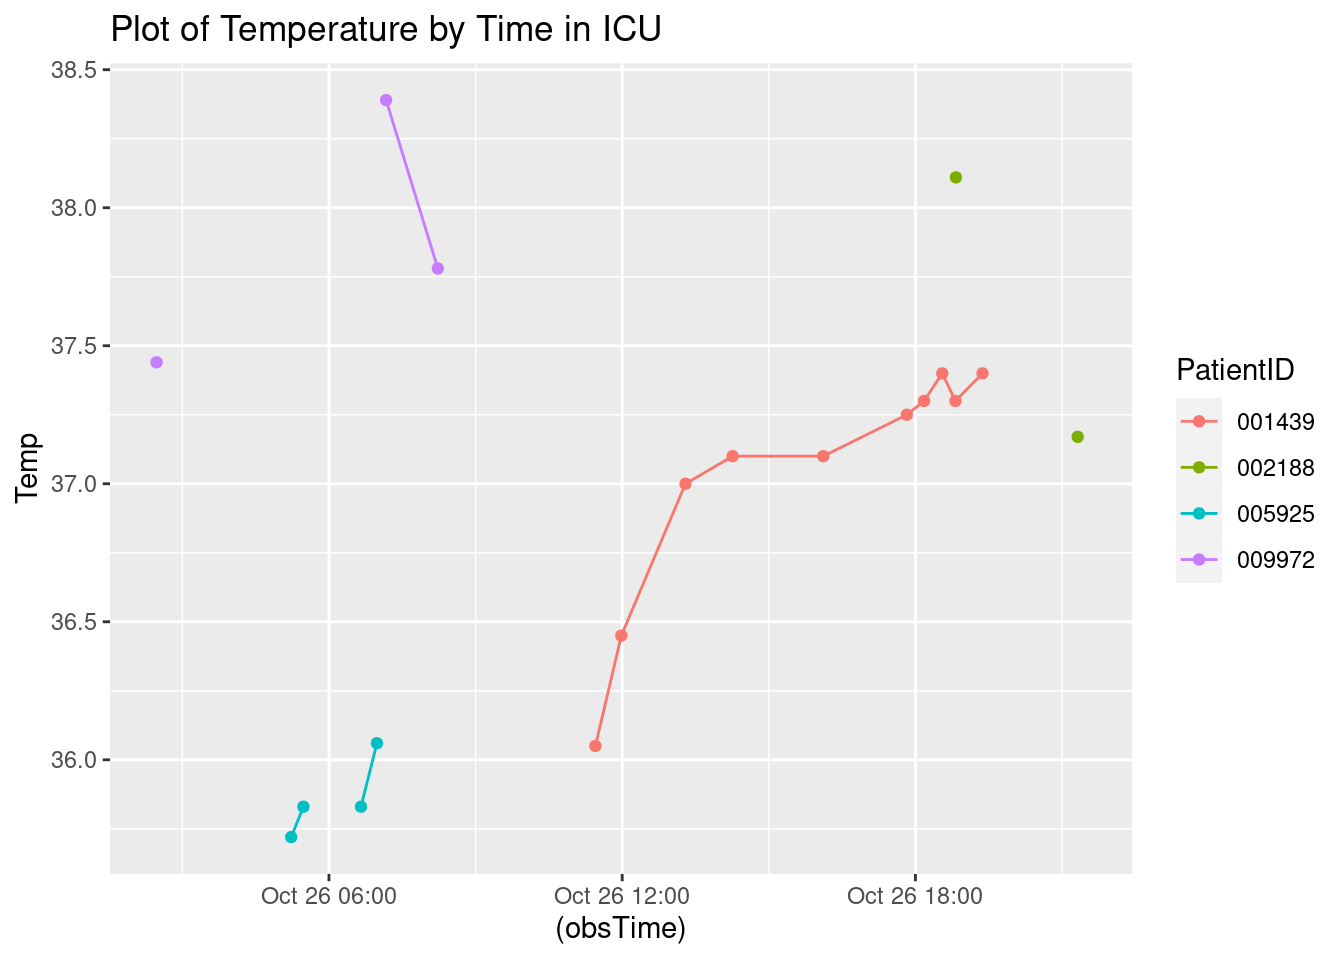 Plot of Temperature by Time in ICU
38.5
38.0
37.5
37.0
36.5
36.0
Temp
Oct 26 06:00
Oct 26 12:00
Oct 26 18:00
(obsTime)
PatientID
001439
002188
005925
009972